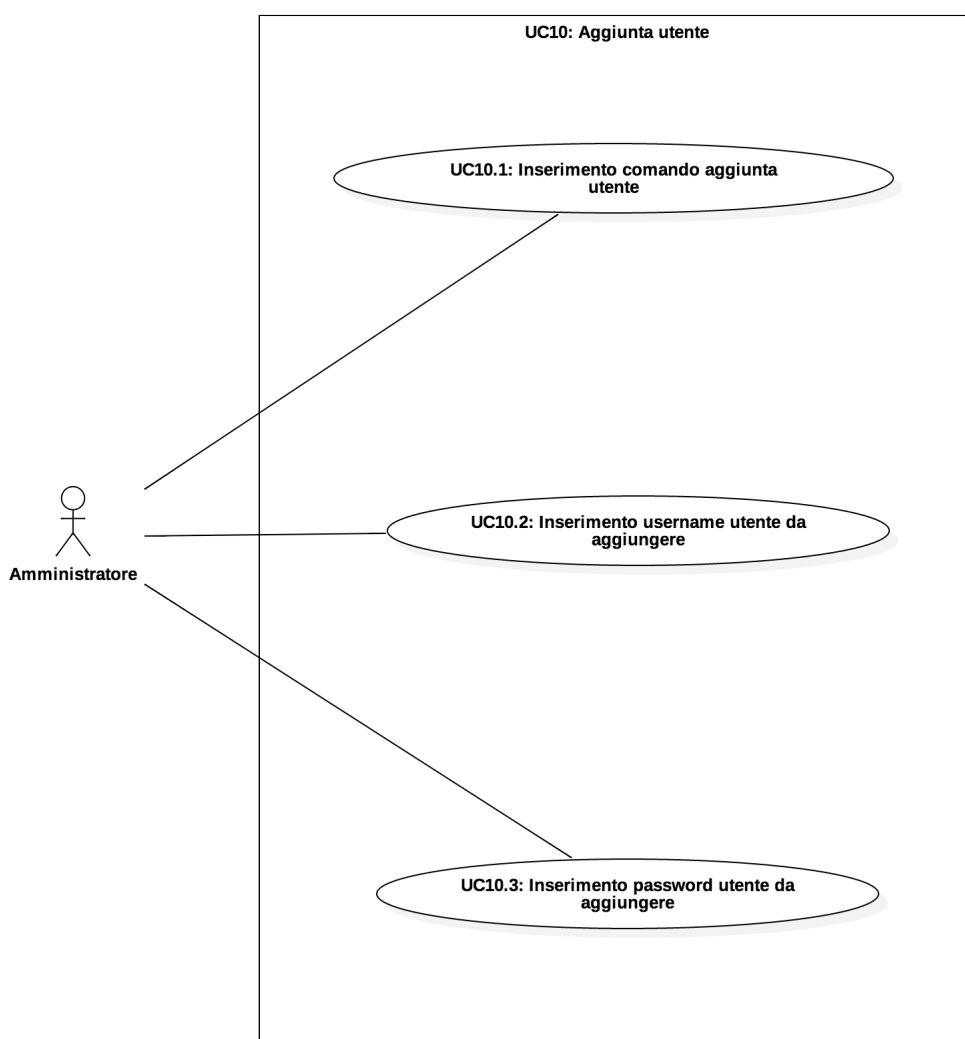 UC10: Aggiunta utente
UC10.1: Inserimento comando aggiunta
utente
UC10.2: Inserimento username utente da
aggiungere
Amministratore
UC10.3: Inserimento password utente da
aggiungere